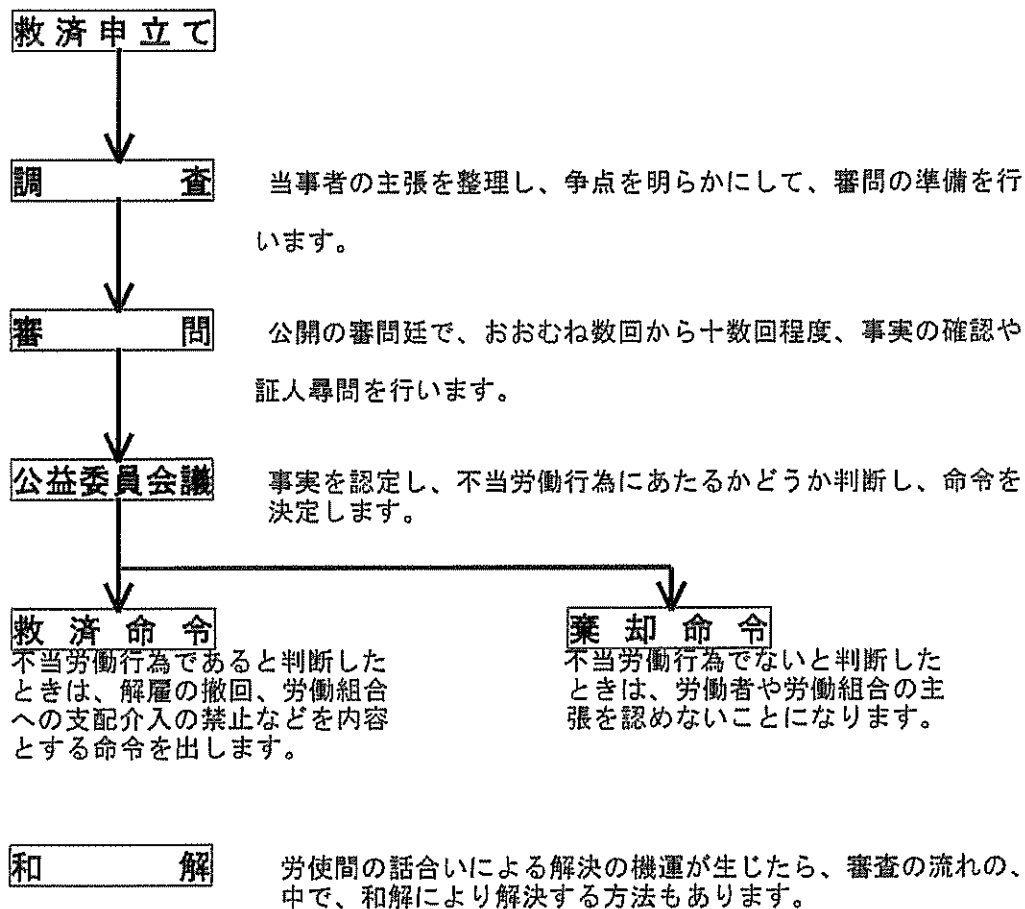 救済申立て
調査
当事者の主張を整理し、争点を明らかにして、審問の準備を行
います。
審問
公開の審問廷で、おおむね数回から十数回程度、事実の確認や
証人尋問を行います。
公益委員会議
事実を認定し、不当労働行為にあたるかどうか判断し、命令を
決定します。
救済命令
不当労働行為であると判断した
ときは、解雇の撤回、労働組合
への支配介入の禁止などを内容
とする命令を出します。
棄却命令
不当労働行為でないと判断した
ときは、労働者や労働組合の主
張を認めないことになります。
和解
労使間の話合いによる解決の機運が生じたら、審査の流れの、
中で、和解により解決する方法もあります。